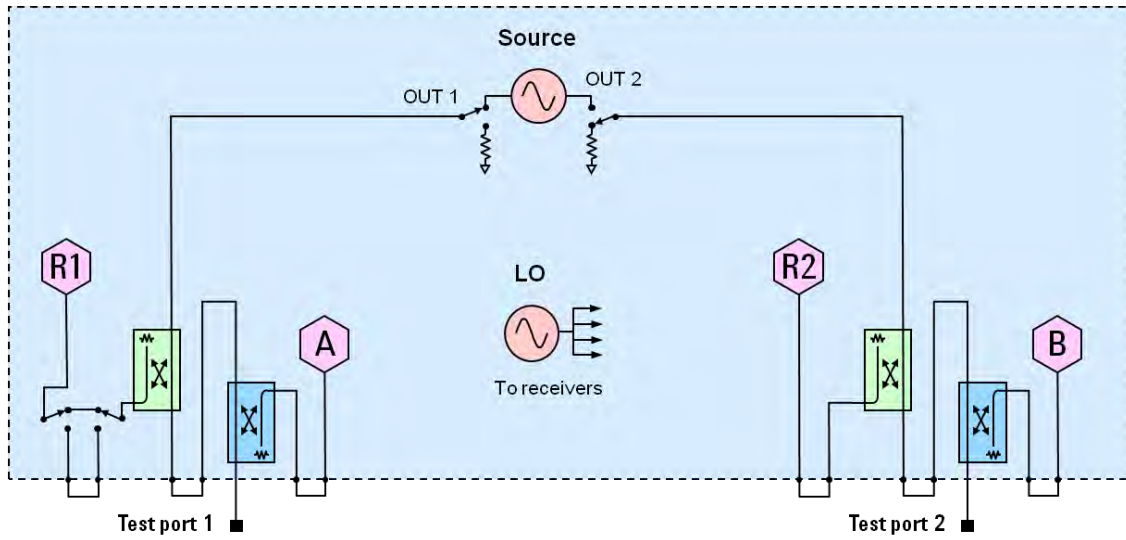 Source
OUT 1
OUT 2
R1
A
LO
To receivers
R2
B
Test port 1
Test port 2